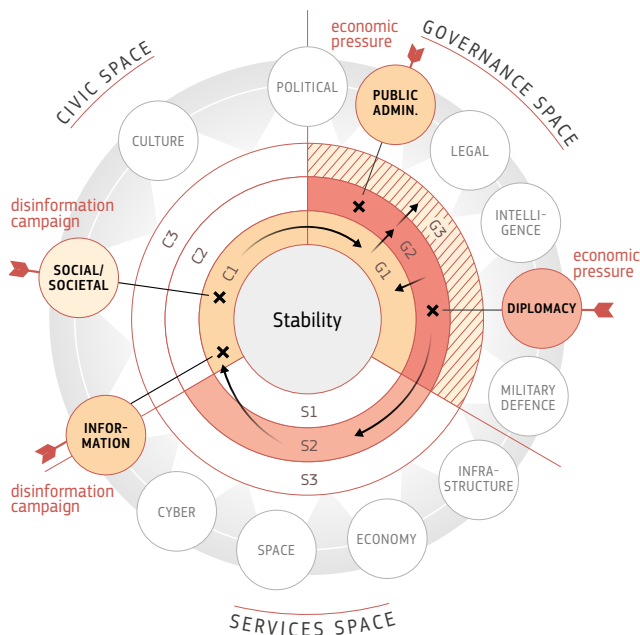 economic
pressure
GOVERNANCE SPACE
CIVIC SPACE
POLITICAL
PUBLIC
ADMIN.
CULTURE
LEGAL
disinformation
campaign
INTELLI-
GENCE
C3
C2
C1
G1
G2
G3
economic
pressure
SOCIAL/
SOCIETAL
DIPLOMACY
Stability
MILITARY
DEFENCE
S1
S2
S3
INFOR-
MATION
disinformation
campaign
INFRA-
STRUCTURE
CYBER
SPACE
ECONOMY
SERVICES SPACE